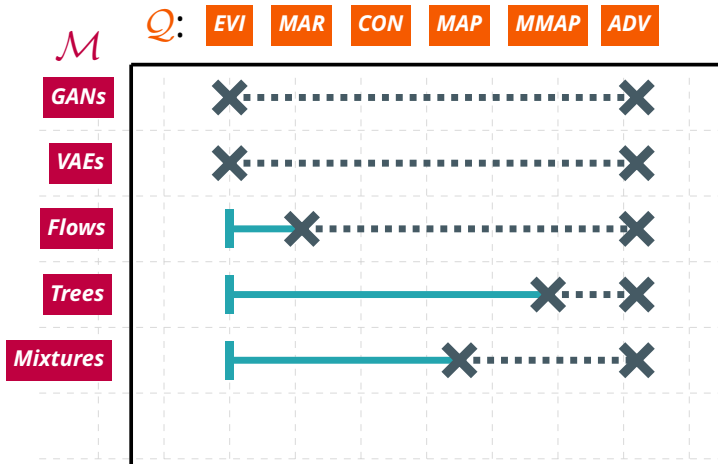 𝒬: EVI MAR CON MAP MMAP ADV
ℳ
GANs
VAEs
Flows
Trees
Mixtures